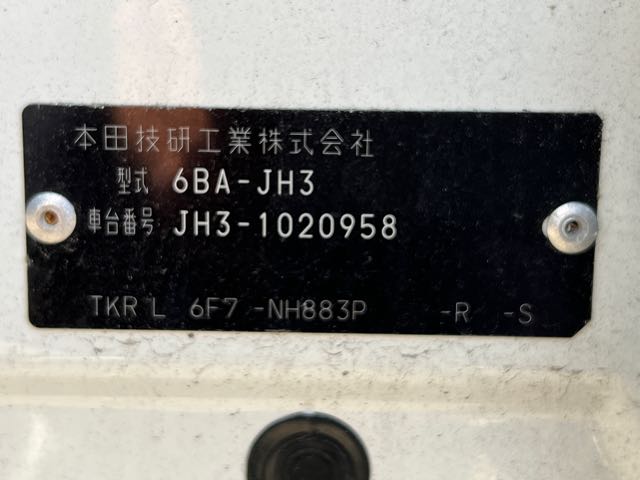 本田技研工業株式会社
型式 6BA-JH3
車台番号 JH3-1020958
TKR L 6F7 -NH883P -R -S